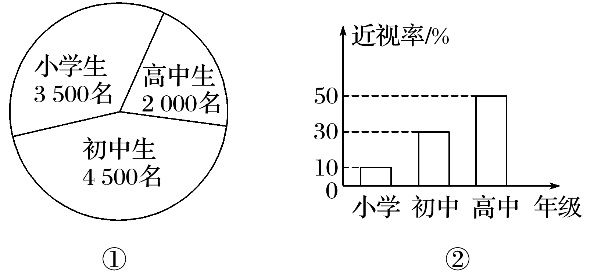 小学生
3 500名
高中生
2 000名
初中生
4 500名
①
近视率/%
50
30
10
0
小学 初中 高中 年级
②